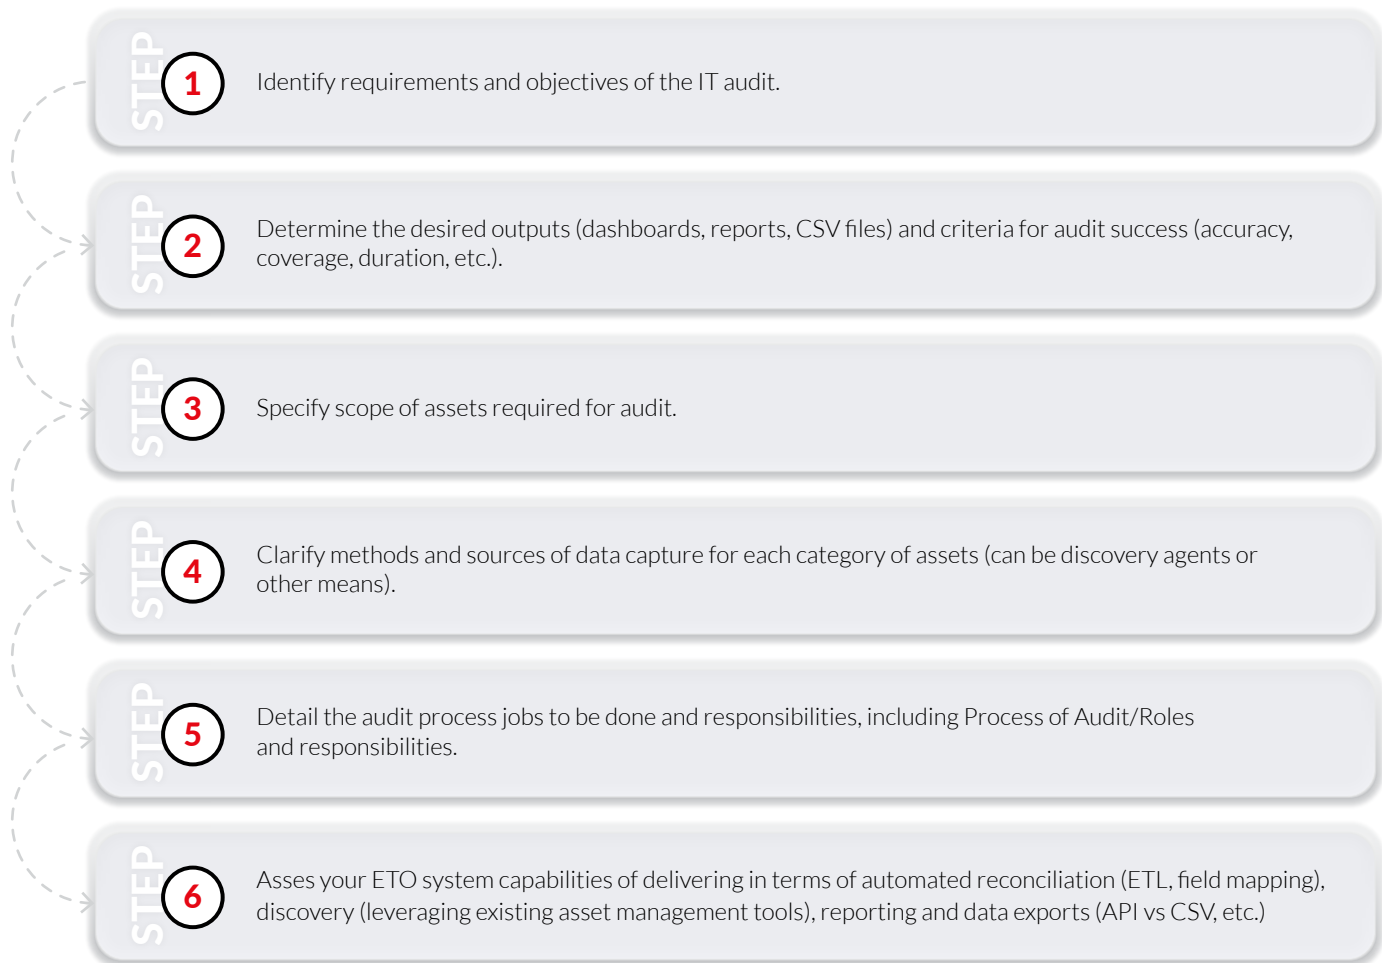 STEP
1
Identify requirements and objectives of the IT audit.
STEP
2
Determine the desired outputs (dashboards, reports, CSV files) and criteria for audit success (accuracy,
coverage, duration, etc.).
STEP
3
Specify scope of assets required for audit.
STEP
4
Clarify methods and sources of data capture for each category of assets (can be discovery agents or
other means).
STEP
5
Detail the audit process jobs to be done and responsibilities, including Process of Audit/Roles
and responsibilities.
STEP
6
Asses your ETO system capabilities of delivering in terms of automated reconciliation (ETL, field mapping),
discovery (leveraging existing asset management tools), reporting and data exports (API vs CSV, etc.)